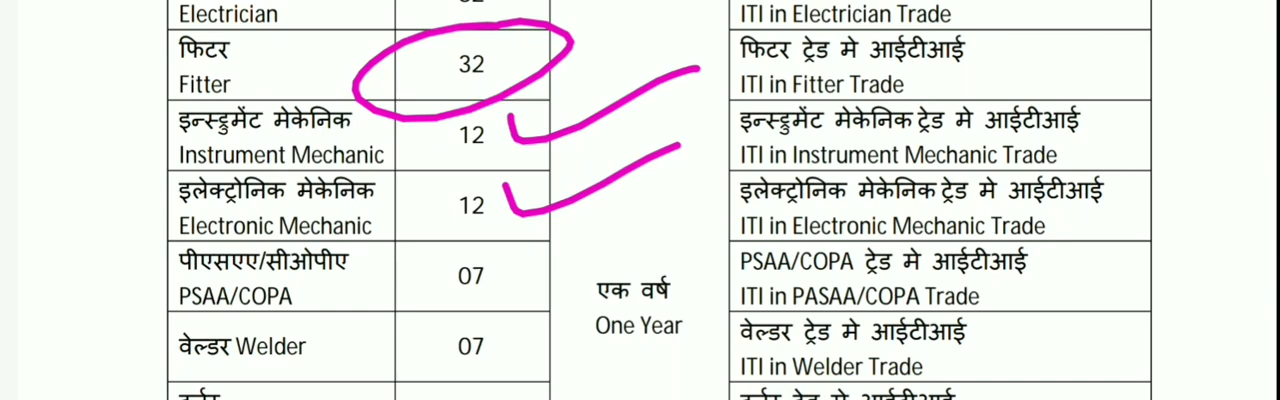 Electrician
ITI in Electrician Trade
फिटर
32
फिटर ट्रेड मे आईटीआई
Fitter
ITI in Fitter Trade
इन्स्ड्रुमेंट मेकेनिक
12
इन्स्ड्रुमेंट मेकेनिक ट्रेड मे आईटीआई
Instrument Mechanic
ITI in Instrument Mechanic Trade
इलेक्ट्रोनिक मेकेनिक
12
इलेक्ट्रोनिक मेकेनिक ट्रेड मे आईटीआई
Electronic Mechanic
ITI in Electronic Mechanic Trade
पीएसएए/सीओपीए
07
PSAA/COPA ट्रेड मे आईटीआई
PSAA/COPA
एक वर्ष
One Year
ITI in PASAA/COPA Trade
वेल्डर Welder
07
वेल्डर ट्रेड मे आईटीआई
ITI in Welder Trade